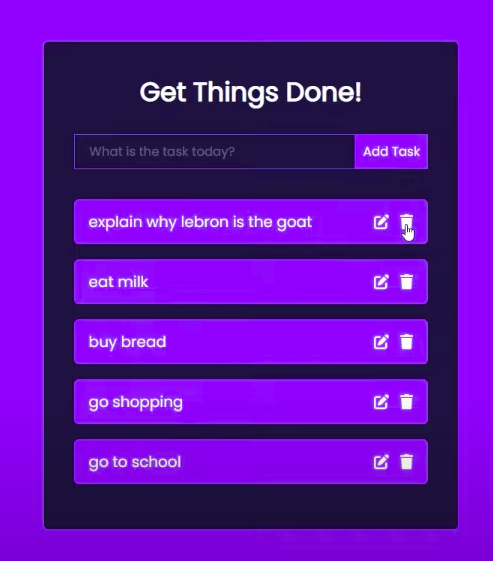 Get Things Done!
What is the task today?
Add Task
explain why lebron is the goat
eat milk
buy bread
go shopping
go to school